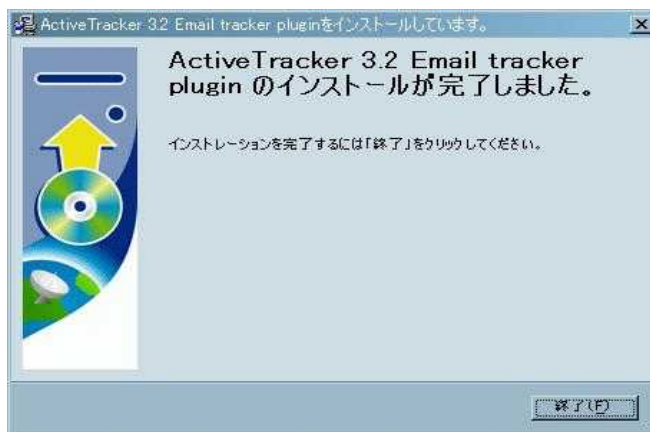 ActiveTracker 3.2 Email tracker pluginをインストールしています。
ActiveTracker 3.2 Email tracker
plugin のインストールが完了しました。
インストレーションを完了するには「終了」をクリックしてください。
終了(F)